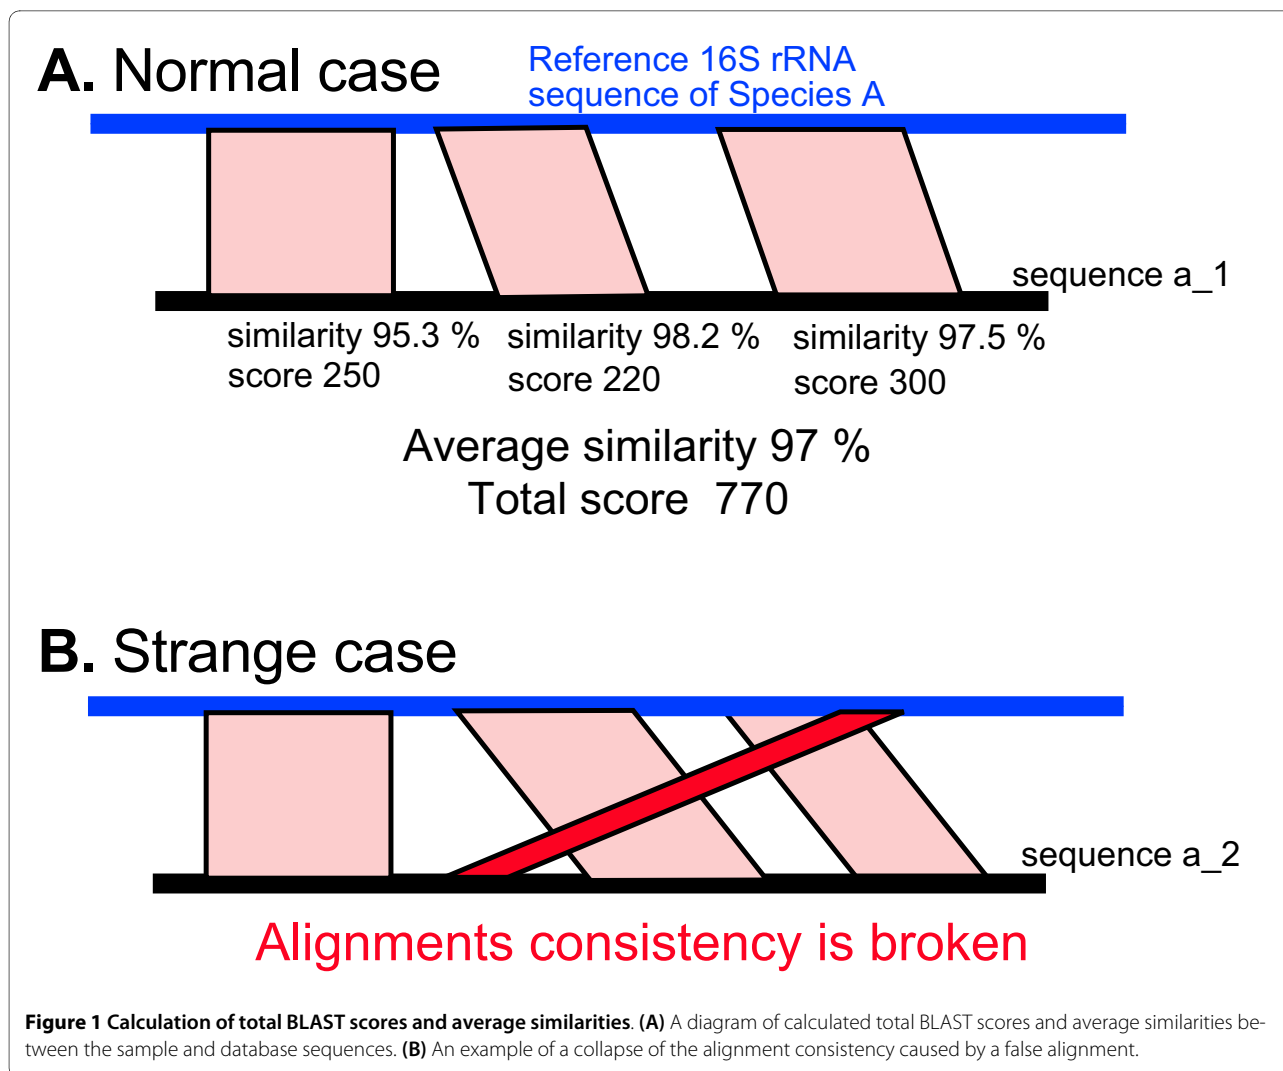 A. Normal case
Reference 16S rRNA
sequence of Species A
sequence a_1
similarity 95.3 % similarity 98.2 % similarity 97.5 %
score 250 score 220 score 300
Average similarity 97 %
Total score 770
B. Strange case
sequence a_2
Alignments consistency is broken
Figure 1 Calculation of total BLAST scores and average similarities. (A) A diagram of calculated total BLAST scores and average similarities be-
tween the sample and database sequences. (B) An example of a collapse of the alignment consistency caused by a false alignment.